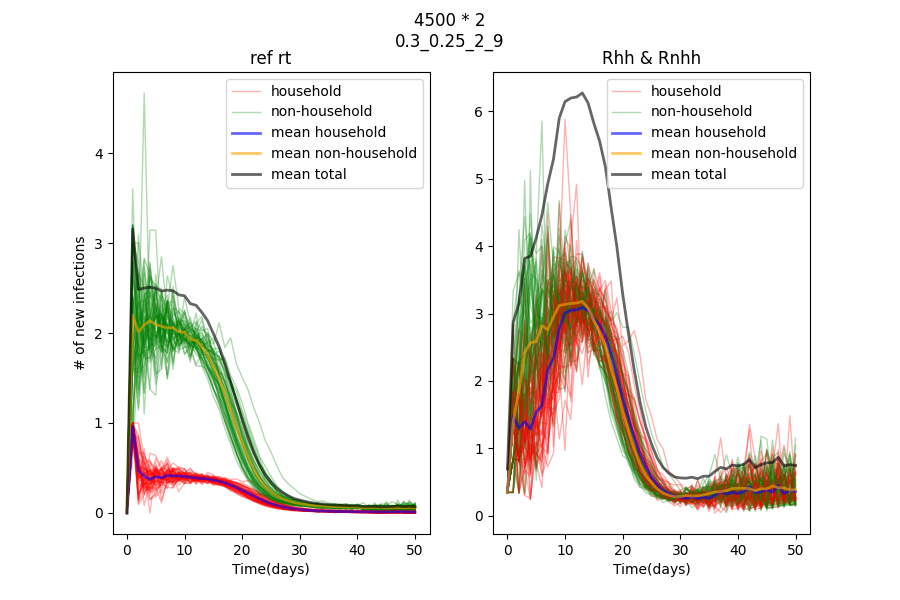 4500 * 2
0.3_0.25_2_9
ref rt
Rhh & Rnhh
household
non-household
mean household
mean non-household
mean total
household
non-household
mean household
mean non-household
mean total
# of new infections
4
3
2
1
0
6
5
4
3
2
1
0
0 10 20 30 40 50
0 10 20 30 40 50
Time(days)
Time(days)